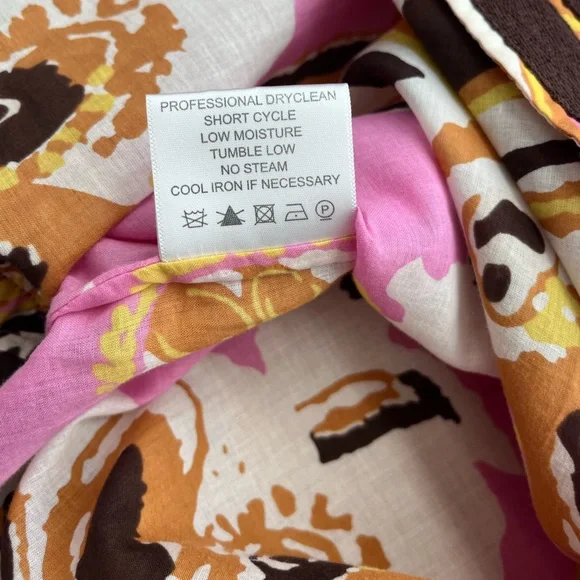 PROFESSIONAL DRYCLEAN
SHORT CYCLE
LOW MOISTURE
TUMBLE LOW
NO STEAM
COOL IRON IF NECESSARY
P